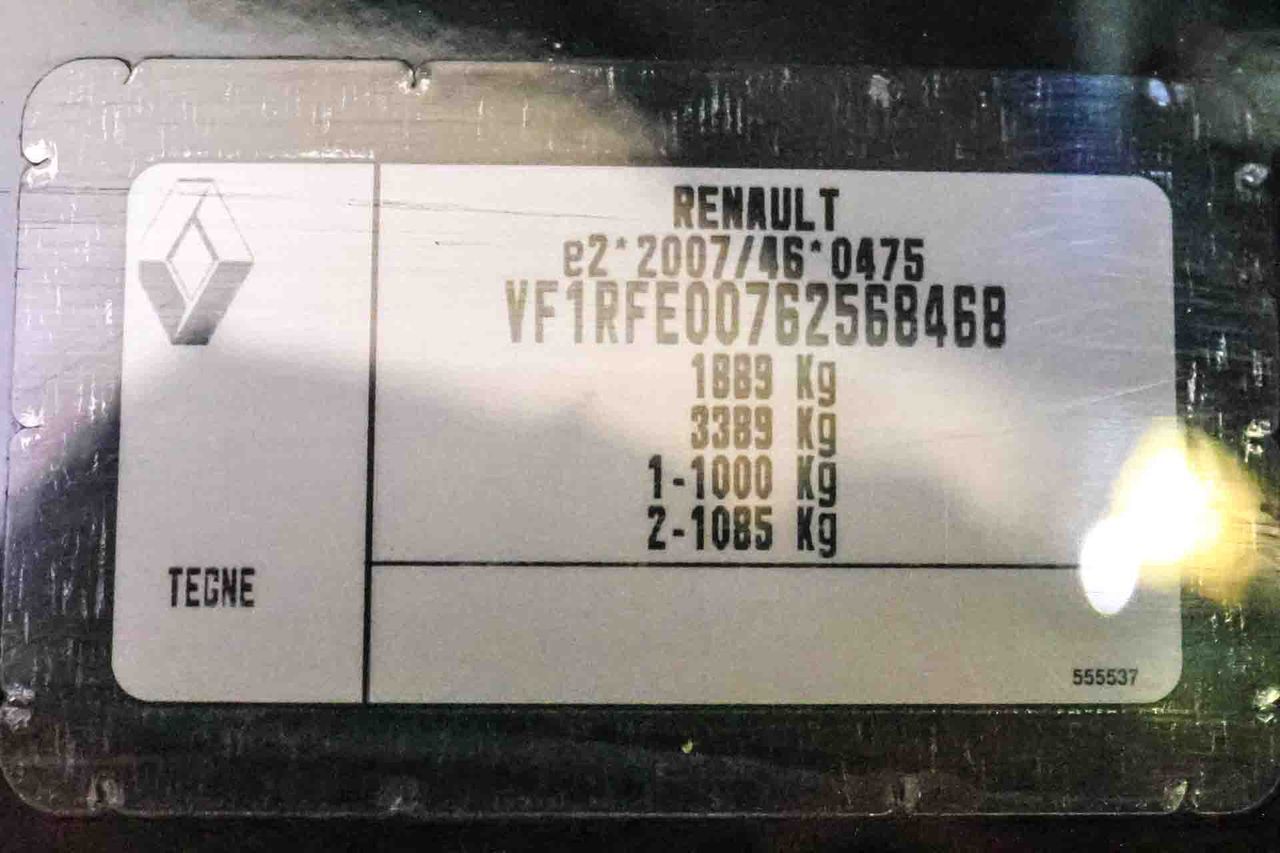 RENAULT
e2*2007/46*0475
VF1RFE00762568468
1889 Kg
3389 Kg
1-1000 Kg
2-1085 Kg
TEGNE
555537